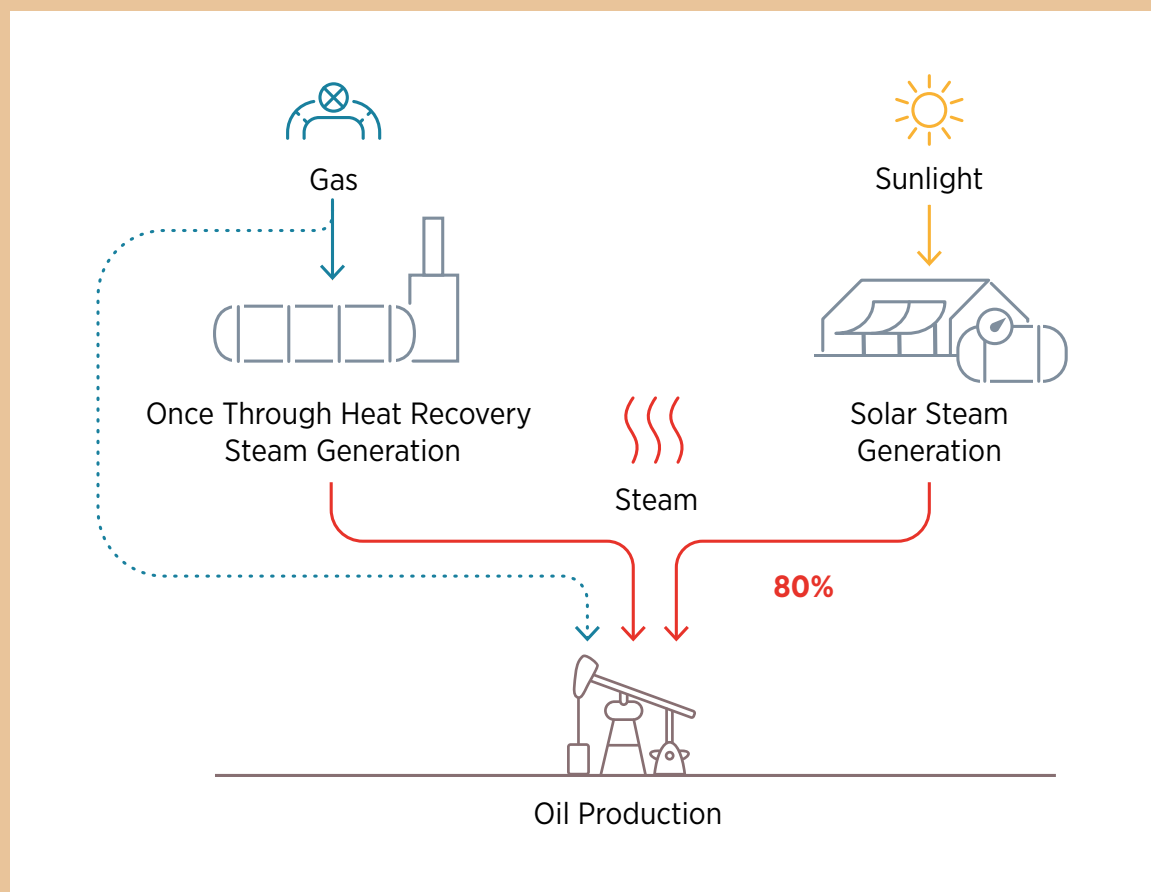 Gas
Sunlight
Once Through Heat Recovery
Steam Generation
Solar Steam
Generation
Steam
80%
Oil Production